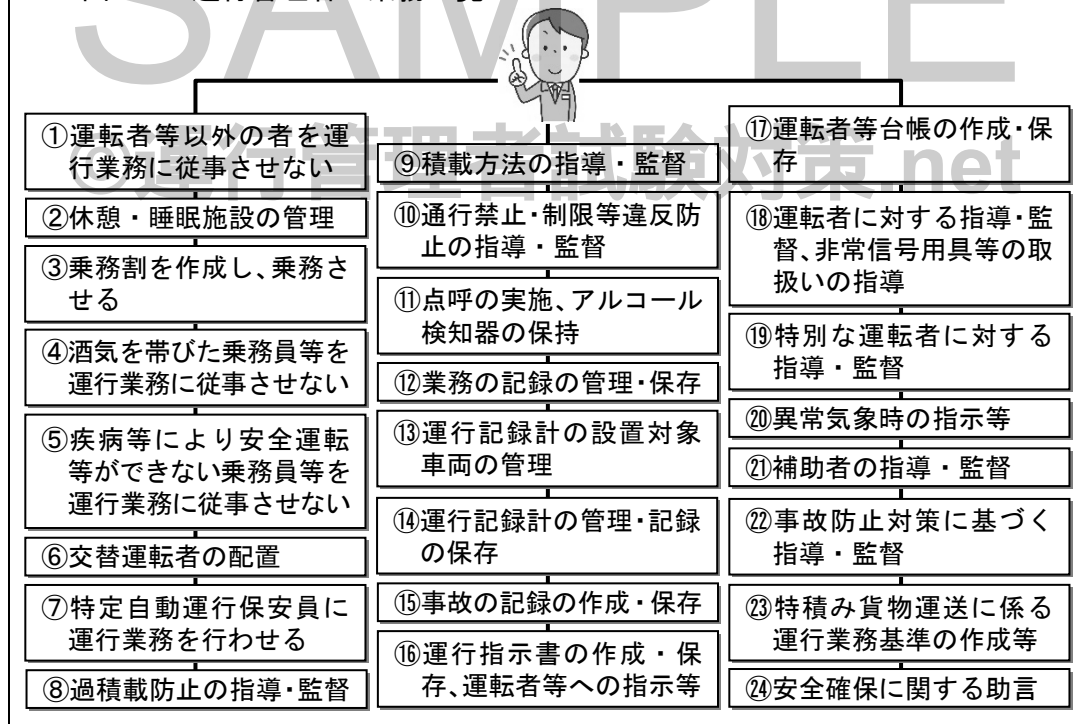 SAMPLE
©運行管理者試験対策.net
①運転者等以外の者を運
行業務に従事させない
②休憩・睡眠施設の管理
③乗務割を作成し、乗務さ
せる
④酒気を帯びた乗務員等を
運行業務に従事させない
⑤疾病等により安全運転
等ができない乗務員等を
運行業務に従事させない
⑥交替運転者の配置
⑦特定自動運行保安員に
運行業務を行わせる
⑧過積載防止の指導・監督
⑨積載方法の指導・監督
⑩通行禁止・制限等違反防
止の指導・監督
⑪点呼の実施、アルコール
検知器の保持
⑫業務の記録の管理・保存
⑬運行記録計の設置対象
車両の管理
⑭運行記録計の管理・記録
の保存
⑮事故の記録の作成・保存
⑯運行指示書の作成・保
存、運転者等への指示等
⑰運転者等台帳の作成・保
存
⑱運転者に対する指導・監
督、非常信号用具等の取
扱いの指導
⑲特別な運転者に対する
指導・監督
⑳異常気象時の指示等
㉑補助者の指導・監督
㉒事故防止対策に基づく
指導・監督
㉓特積み貨物運送に係る
運行業務基準の作成等
㉔安全確保に関する助言